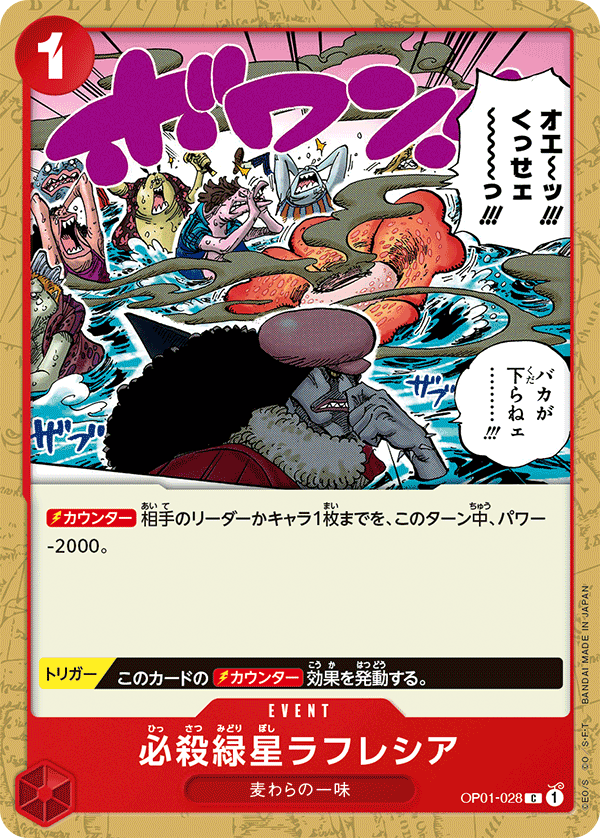 1
ボワン!
オエ〜ッ!!!
くっせェ
〜〜〜〜っ!!!
バカが
下らねェ
………!!!
ザブッ
ザブッ
カウンター 相手のリーダーかキャラ1枚までを、このターン中、パワー
-2000。
トリガー このカードの カウンター 効果を発動する。
EVENT
必殺緑星ラフレシア
麦わらの一味
OP01-028 C 1
©E.O/S. ©O. S・F・T BANDAI MADE IN JAPAN